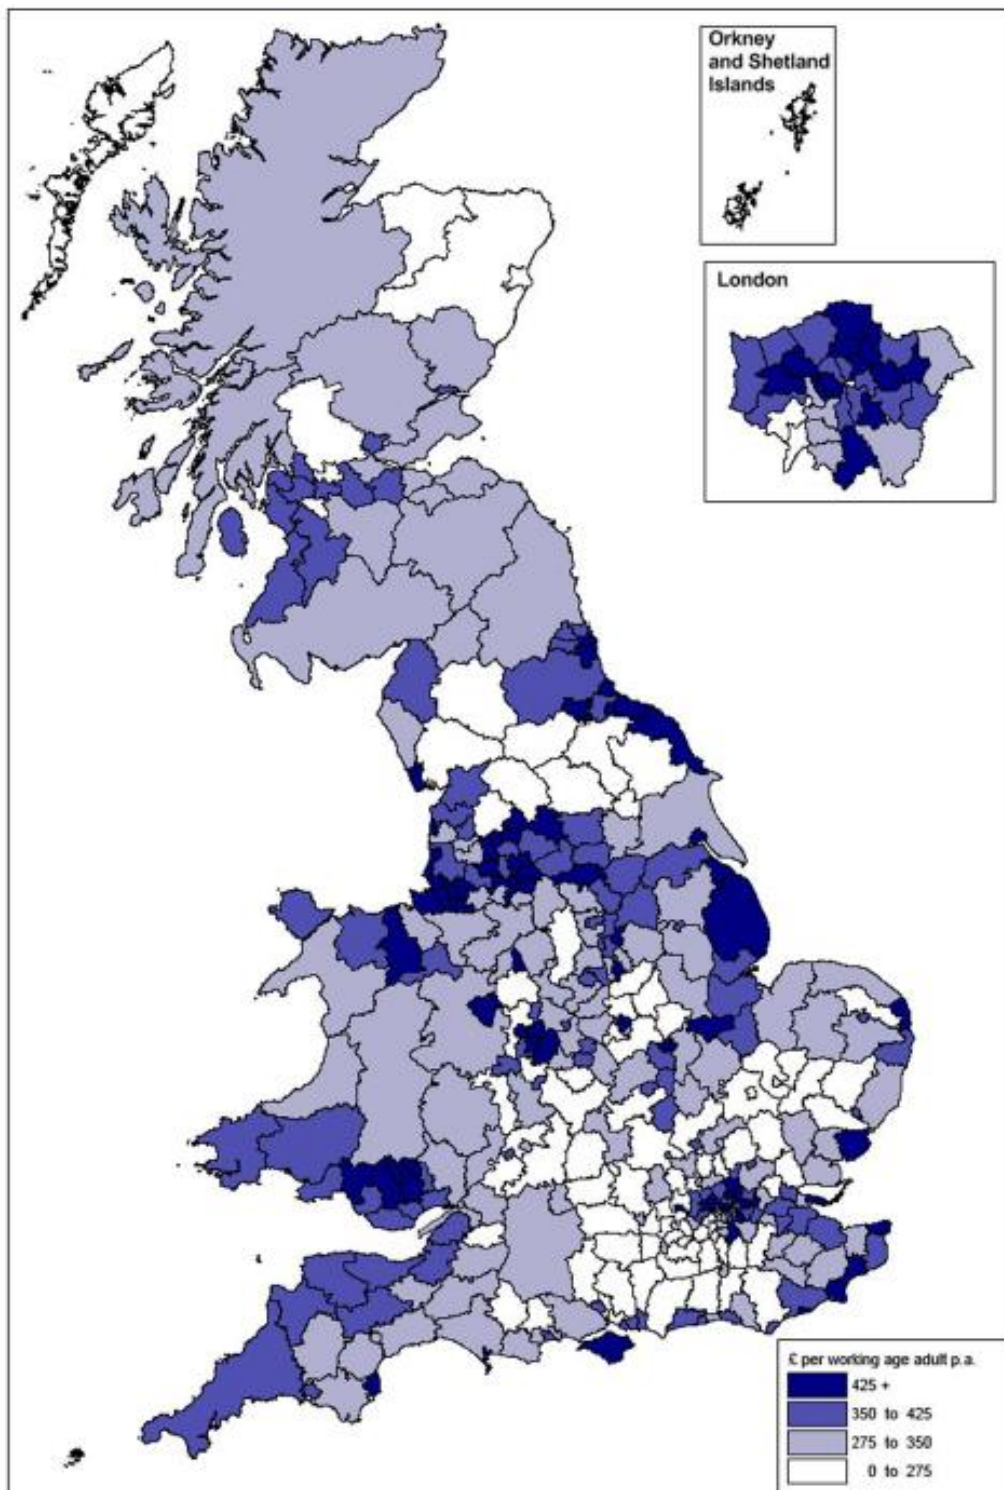 Orkney
and Shetland
Islands
London
£ per working age adult p.a.
425 +
350 to 425
275 to 350
0 to 275